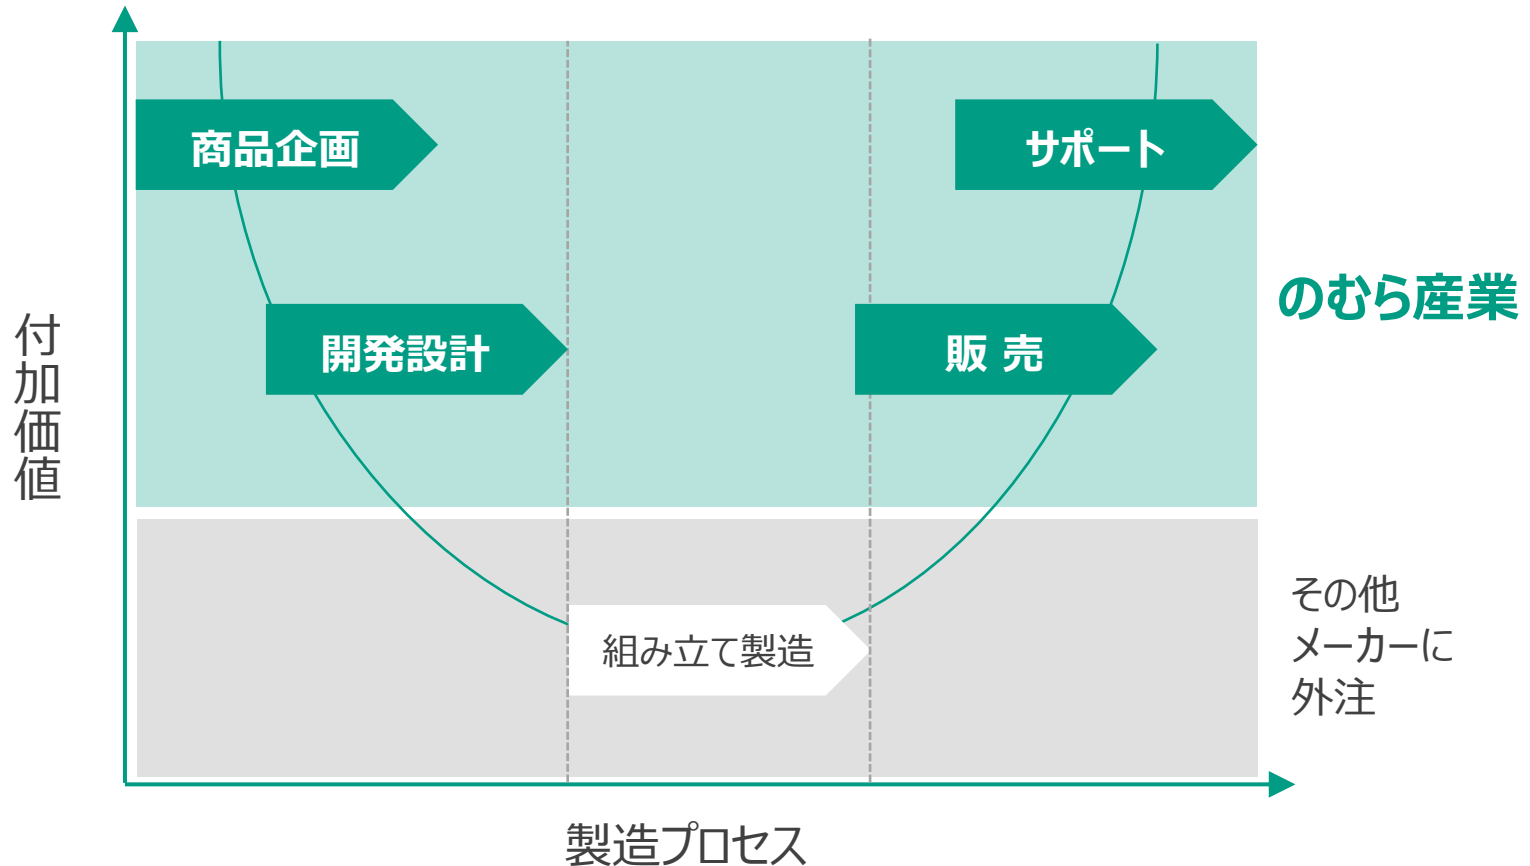 商品企画
サポート
のむら産業
開発設計
販 売
付加価値
組み立て製造
その他
メーカーに
外注
製造プロセス